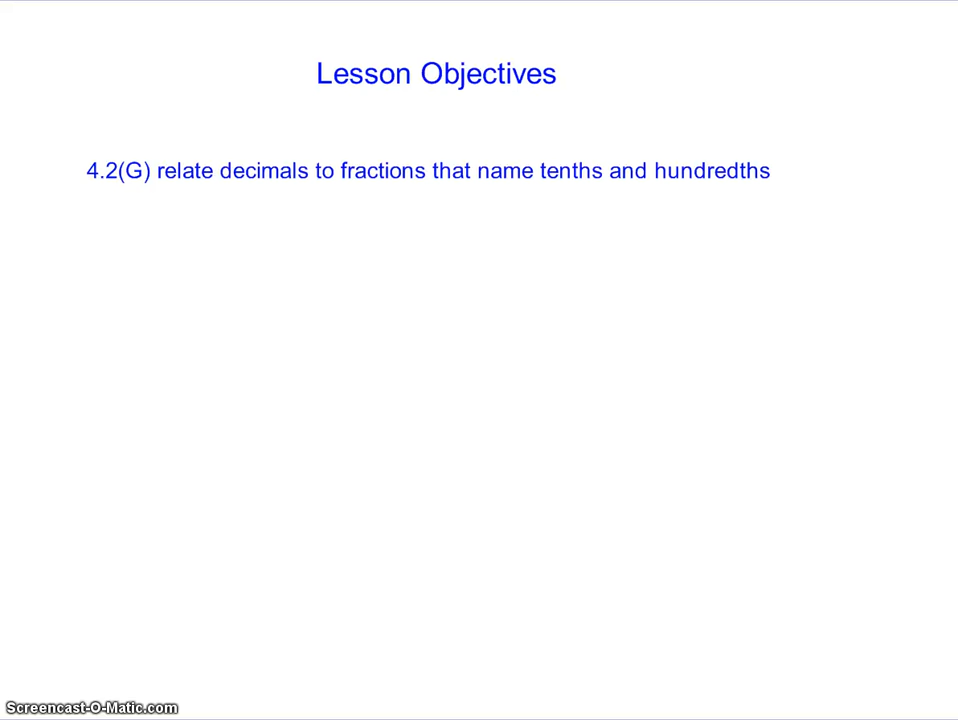 Lesson Objectives
4.2(G) relate decimals to fractions that name tenths and hundredths
Screencast-O-Matic.com